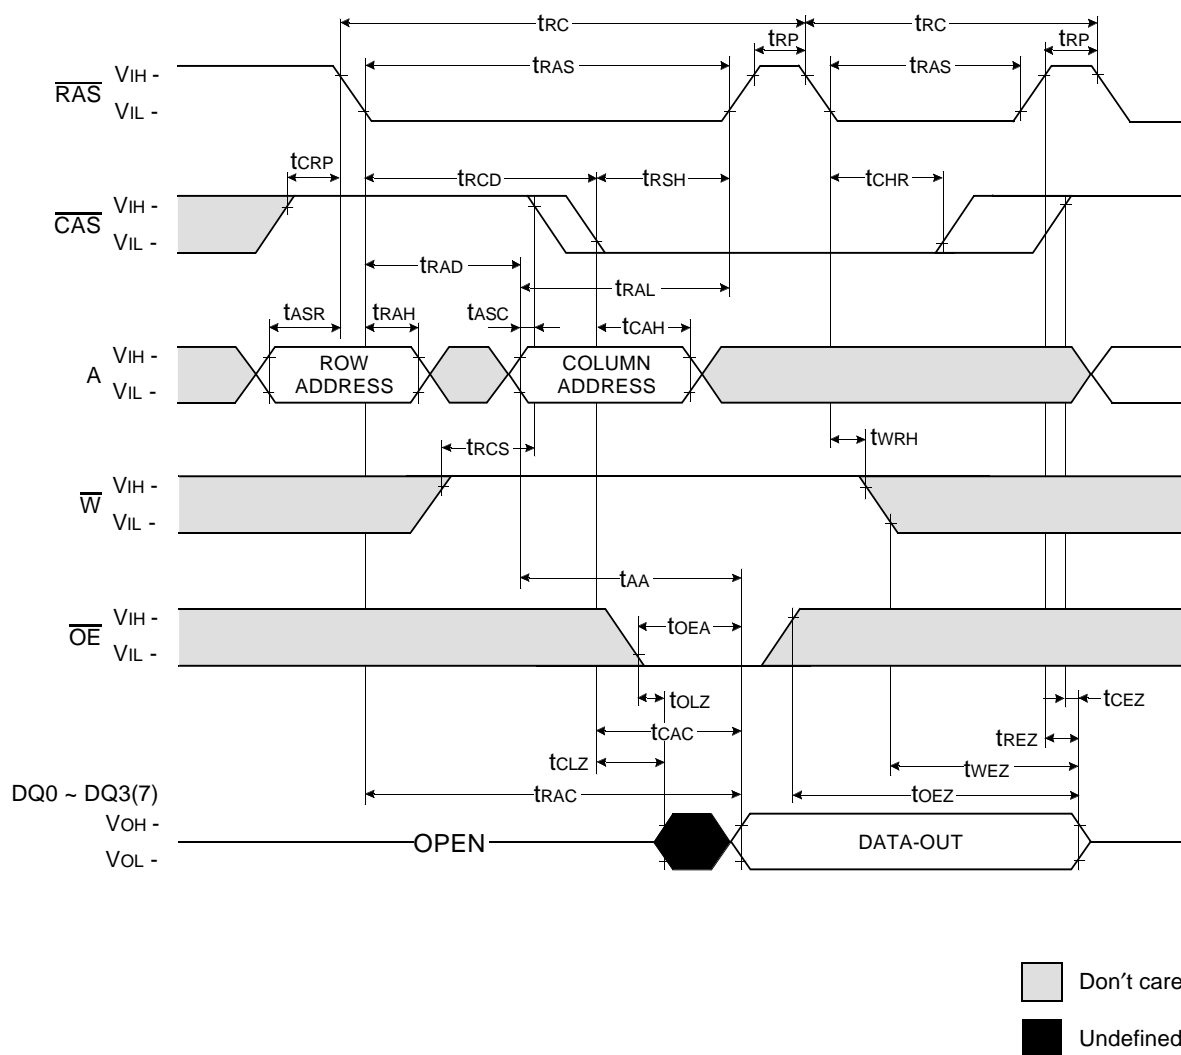 tRC tRC
tRP tRP
tRAS tRAS
RAS VIH -
VIL -
tCRP
tRCD tRSH tCHR
CAS VIH -
VIL -
tRAD
tRAL
tASR tRAH tASC tCAH
A VIH -
VIL -
ROW
ADDRESS
COLUMN
ADDRESS
tRCS tWRH
W VIH -
VIL -
tAA
OE VIH -
VIL -
tOEA
tOLZ tCEZ
tCAC tREZ
tCLZ tWEZ
DQ0 ~ DQ3(7) tRAC tOEZ
VOH -
VOL -
OPEN DATA-OUT
Don′t care
Undefined